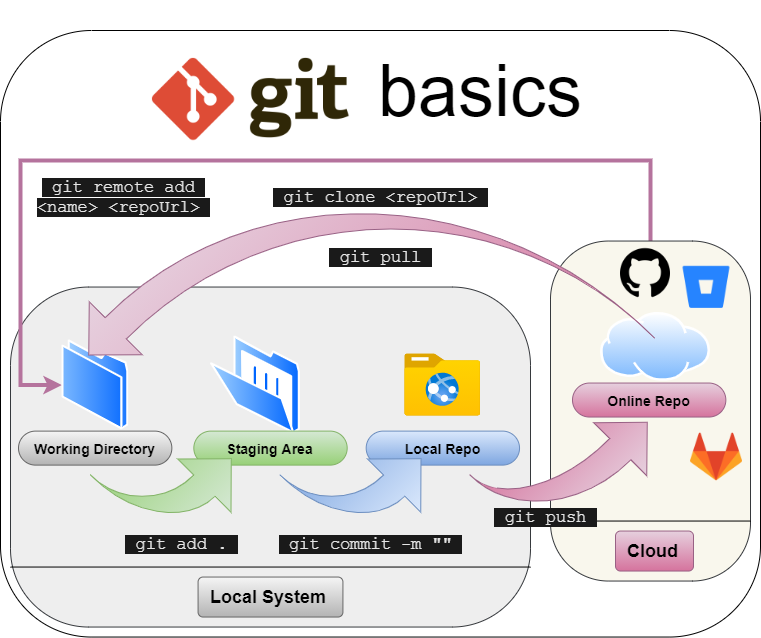 git basics
git remote add
<name> <repoUrl>
git clone <repoUrl>
git pull
Online Repo
Working Directory
Staging Area
Local Repo
git push
git add .
git commit -m ""
Cloud
Local System